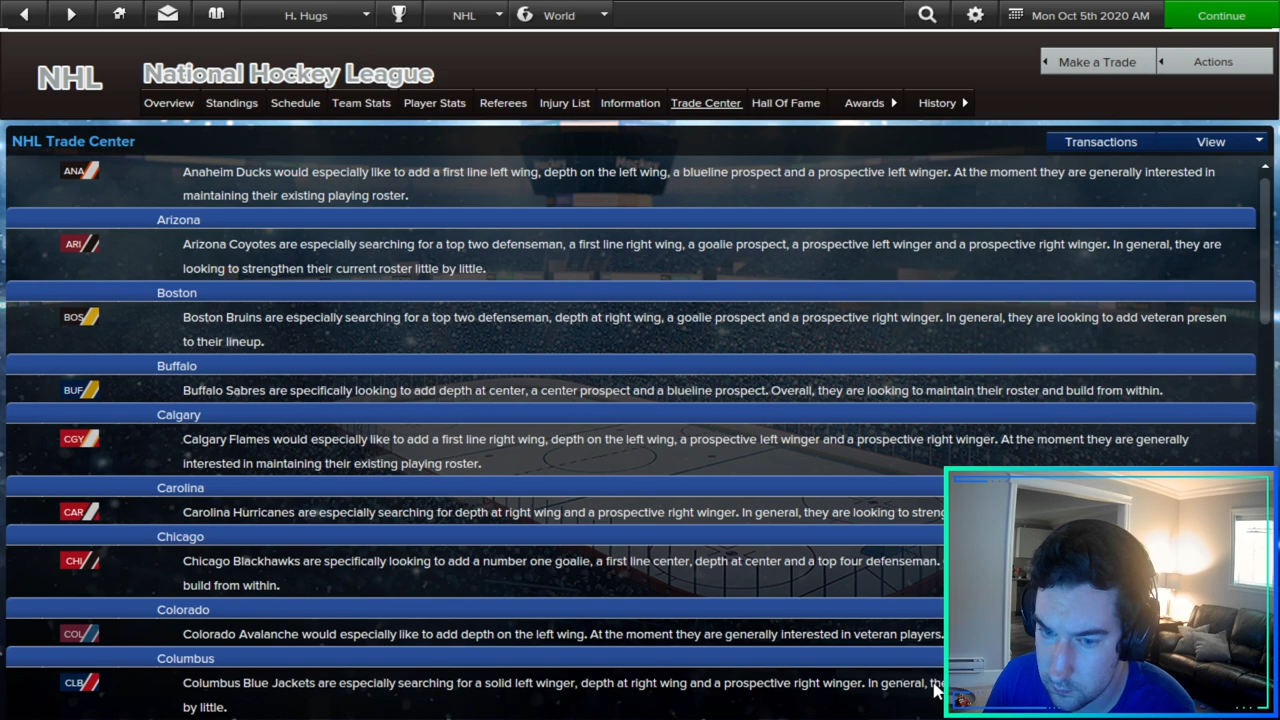 H. Hugs NHL World Mon Oct 5th 2020 AM Continue
NHL National Hockey League Make a Trade Actions
Overview Standings Schedule Team Stats Player Stats Referees Injury List Information Trade Center Hall Of Fame Awards History
NHL Trade Center Transactions View
ANA Anaheim Ducks would especially like to add a first line left wing, depth on the left wing, a blueline prospect and a prospective left winger. At the moment they are generally interested in
maintaining their existing playing roster.
Arizona
ARI Arizona Coyotes are especially searching for a top two defenseman, a first line right wing, a goalie prospect, a prospective left winger and a prospective right winger. In general, they are
looking to strengthen their current roster little by little.
Boston
BOS Boston Bruins are especially searching for a top two defenseman, depth at right wing, a goalie prospect and a prospective right winger. In general, they are looking to add veteran presen
to their lineup.
Buffalo
BUF Buffalo Sabres are specifically looking to add depth at center, a center prospect and a blueline prospect. Overall, they are looking to maintain their roster and build from within.
Calgary
CGY Calgary Flames would especially like to add a first line right wing, depth on the left wing, a prospective left winger and a prospective right winger. At the moment they are generally
interested in maintaining their existing playing roster.
Carolina
CAR Carolina Hurricanes are especially searching for depth at right wing and a prospective right winger. In general, they are looking to streng
Chicago
CHI Chicago Blackhawks are specifically looking to add a number one goalie, a first line center, depth at center and a top four defenseman.
build from within.
Colorado
COL Colorado Avalanche would especially like to add depth on the left wing. At the moment they are generally interested in veteran players.
Columbus
CLB Columbus Blue Jackets are especially searching for a solid left winger, depth at right wing and a prospective right winger. In general, the
by little.